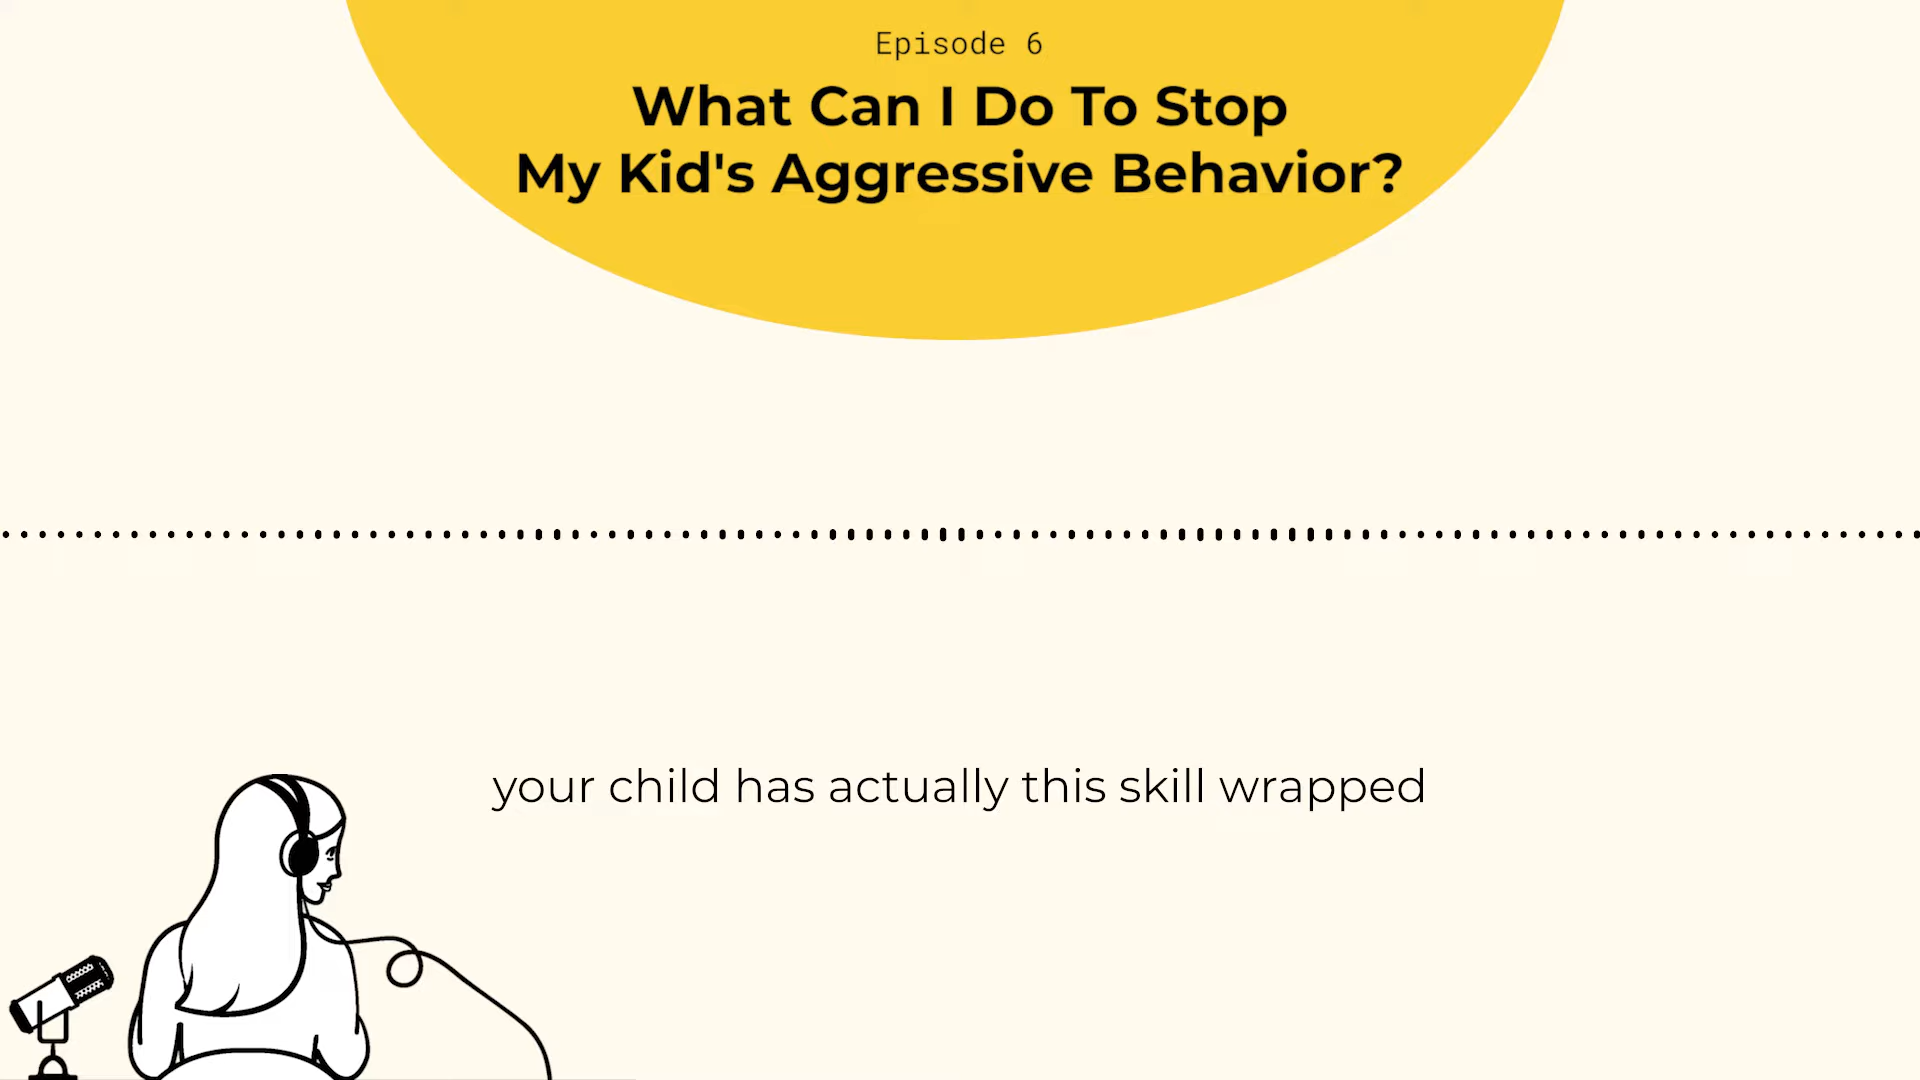 Episode 6
What Can I Do To Stop
My Kid's Aggressive Behavior?
your child has actually this skill wrapped